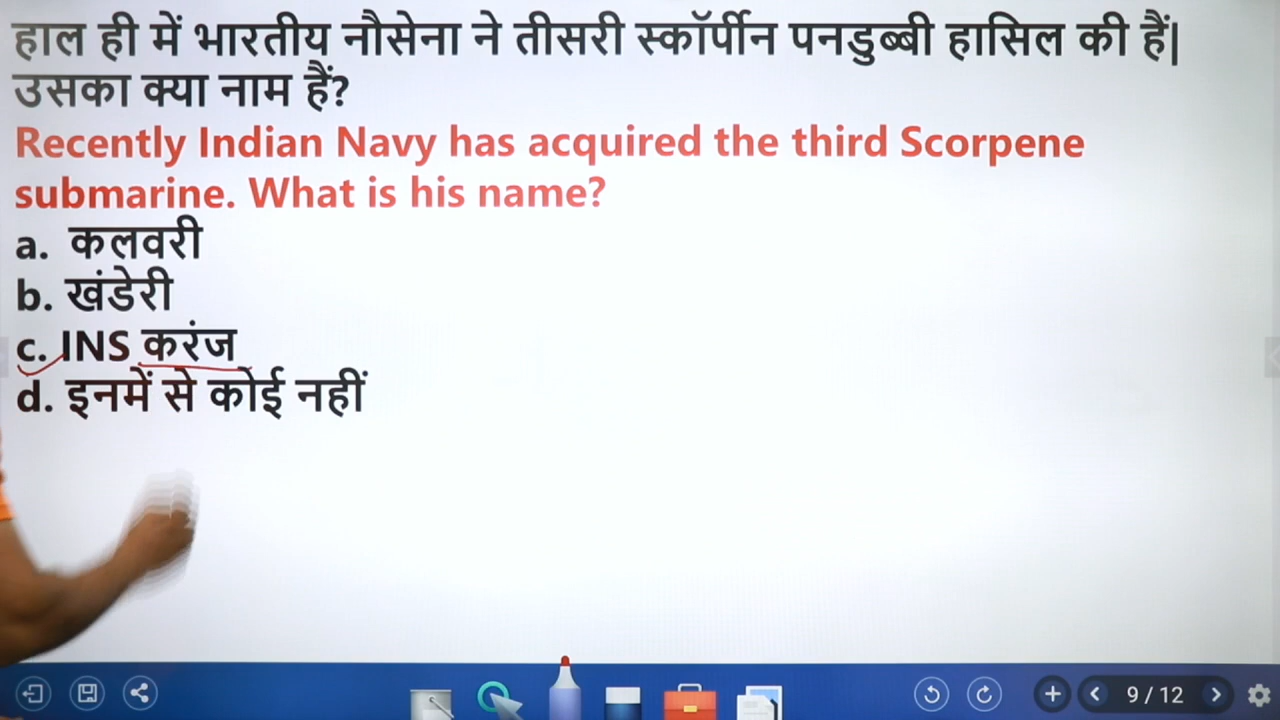 हाल ही में भारतीय नौसेना ने तीसरी स्कॉर्पीन पनडुब्बी हासिल की हैं|
उसका क्या नाम हैं?
Recently Indian Navy has acquired the third Scorpene
submarine. What is his name?
a. कलवरी
b. खंडेरी
c. INS करंज
d. इनमें से कोई नहीं
9 / 12